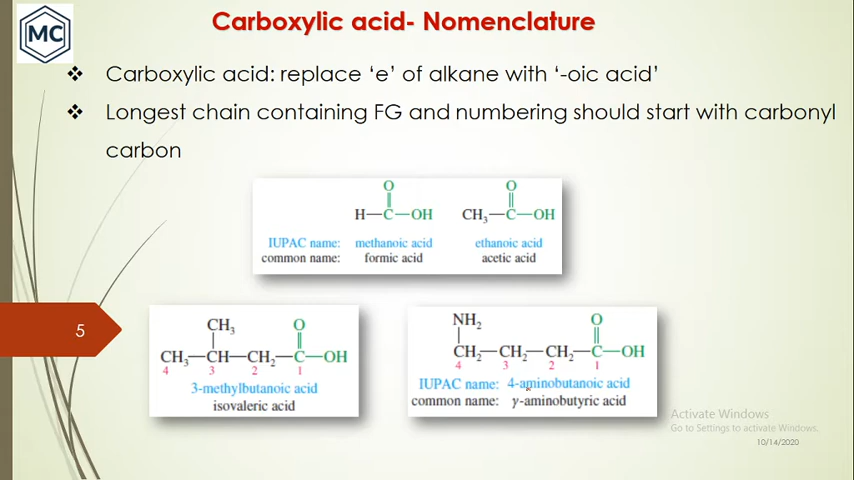 MC
Carboxylic acid- Nomenclature
❖ Carboxylic acid: replace ‘e’ of alkane with ‘-oic acid’
❖ Longest chain containing FG and numbering should start with carbonyl
carbon
O O
H—C—OH CH₃—C—OH
IUPAC name: methanoic acid ethanoic acid
common name: formic acid acetic acid
5
CH₃ O
CH₃—CH—CH₂—C—OH
4 3 2 1
3-methylbutanoic acid
isovaleric acid
NH₂ O
CH₂—CH₂—CH₂—C—OH
4 3 2 1
IUPAC name: 4-aminobutanoic acid
common name: γ-aminobutyric acid
Activate Windows
Go to Settings to activate Windows.
10/14/2020